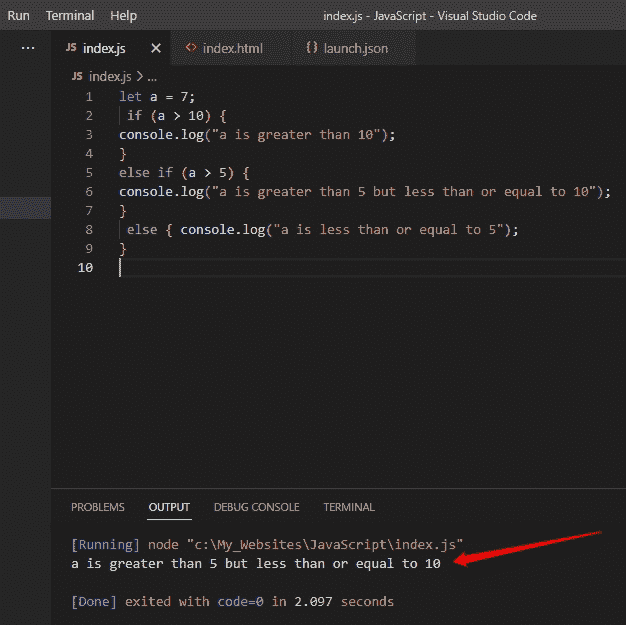 Run Terminal Help index.js - JavaScript - Visual Studio Code
... JS index.js × <> index.html {} launch.json
JS index.js > ...
1 let a = 7;
2 if (a > 10) {
3 console.log("a is greater than 10");
4 }
5 else if (a > 5) {
6 console.log("a is greater than 5 but less than or equal to 10");
7 }
8 else { console.log("a is less than or equal to 5");
9 }
10
PROBLEMS OUTPUT DEBUG CONSOLE TERMINAL
[Running] node "c:\My_Websites\JavaScript\index.js"
a is greater than 5 but less than or equal to 10
[Done] exited with code=0 in 2.097 seconds